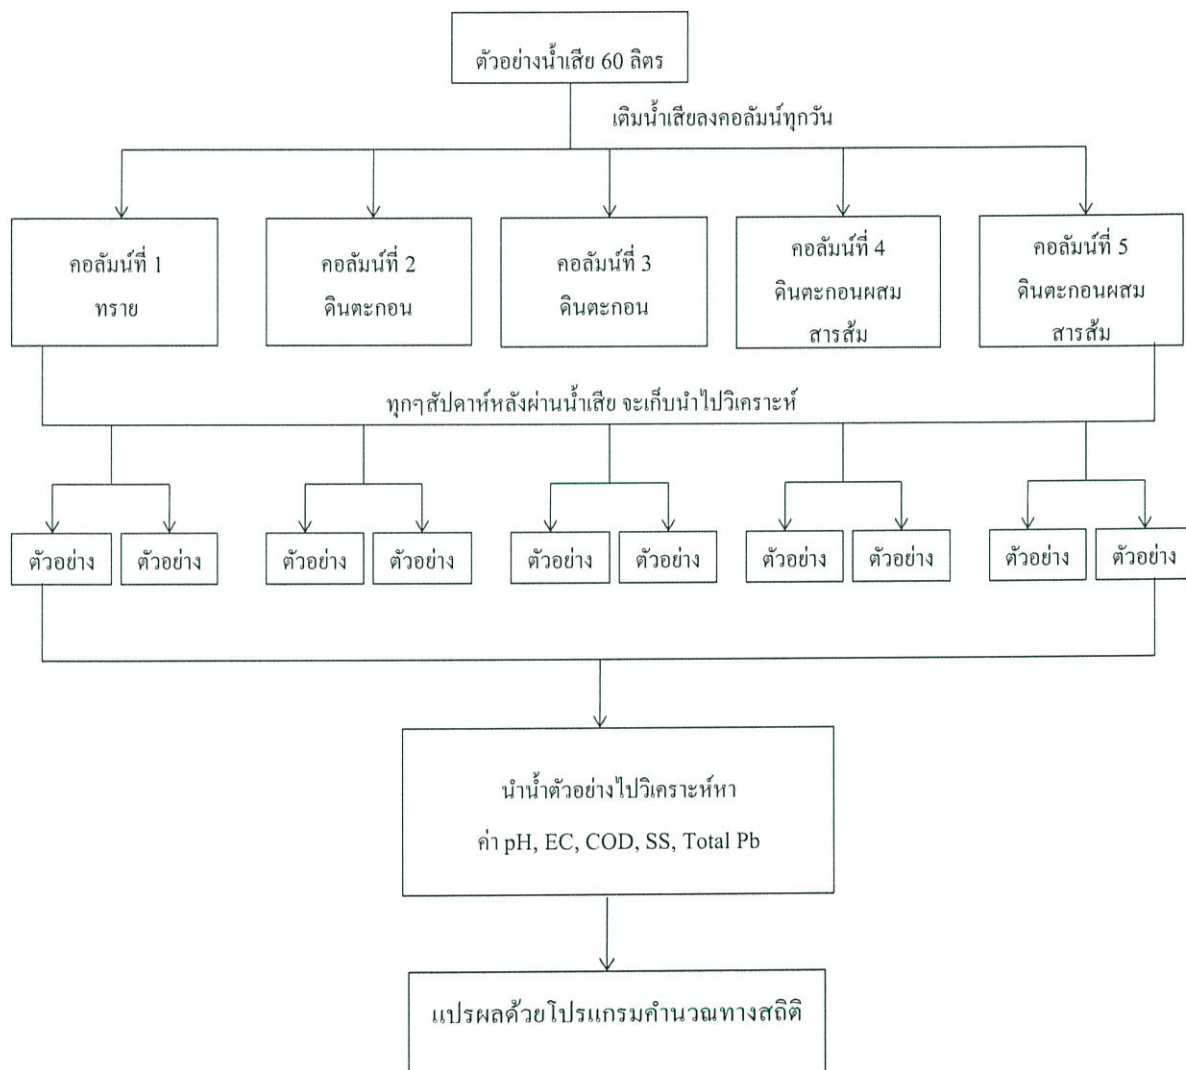 ตัวอย่างน้ำเสีย 60 ลิตร
เติมน้ำเสียลงคอลัมน์ทุกวัน
คอลัมน์ที่ 1
ทราย
คอลัมน์ที่ 2
ดินตะกอน
คอลัมน์ที่ 3
ดินตะกอน
คอลัมน์ที่ 4
ดินตะกอนผสม
สารส้ม
คอลัมน์ที่ 5
ดินตะกอนผสม
สารส้ม
ทุกๆสัปดาห์หลังผ่านน้ำเสีย จะเก็บนำไปวิเคราะห์
ตัวอย่าง
ตัวอย่าง
ตัวอย่าง
ตัวอย่าง
ตัวอย่าง
ตัวอย่าง
ตัวอย่าง
ตัวอย่าง
ตัวอย่าง
ตัวอย่าง
นำน้ำตัวอย่างไปวิเคราะห์หา
ค่า pH, EC, COD, SS, Total Pb
แปรผลด้วยโปรแกรมคำนวณทางสถิติ